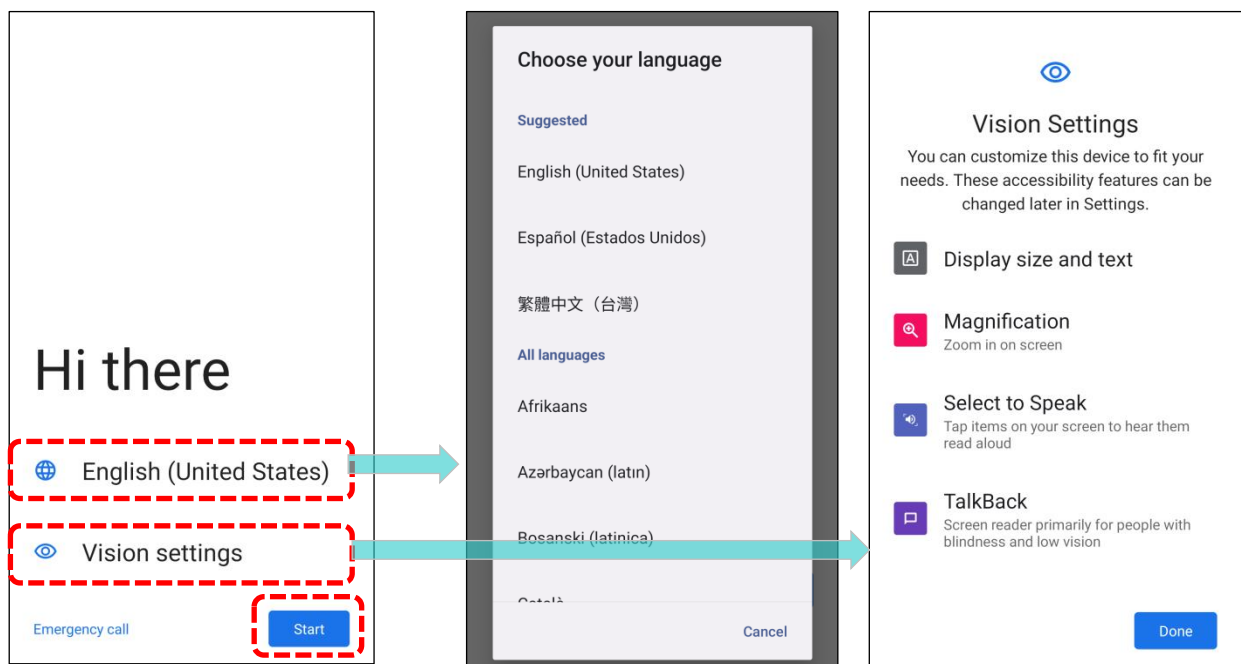 Hi there
English (United States)
Vision settings
Emergency call
Start
Choose your language
Suggested
English (United States)
Español (Estados Unidos)
繁體中文（台灣）
All languages
Afrikaans
Azərbaycan (latın)
Bosanski (latinica)
Català
Cancel
Vision Settings
You can customize this device to fit your
needs. These accessibility features can be
changed later in Settings.
Display size and text
Magnification
Zoom in on screen
Select to Speak
Tap items on your screen to hear them
read aloud
TalkBack
Screen reader primarily for people with
blindness and low vision
Done